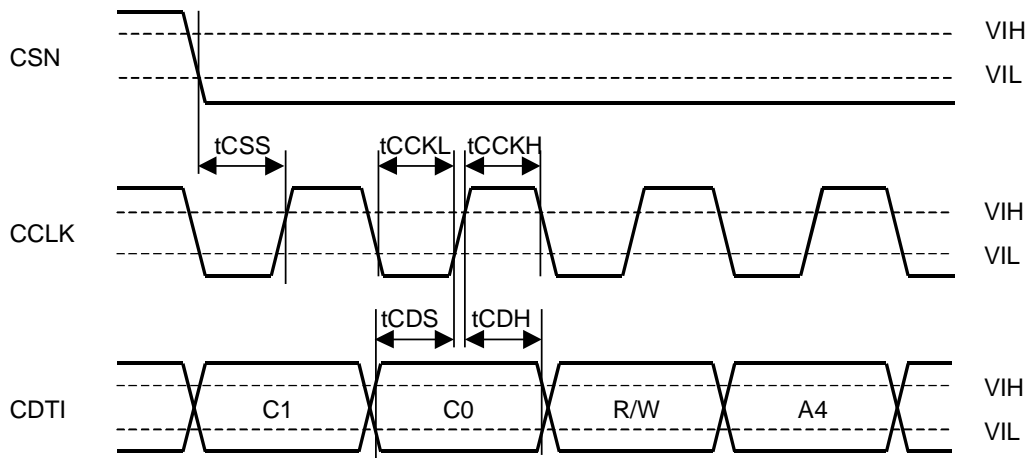 VIH
CSN
VIL
tCSS tCCKL tCCKH
VIH
CCLK
VIL
tCDS tCDH
VIH
CDTI C1 C0 R/W A4
VIL